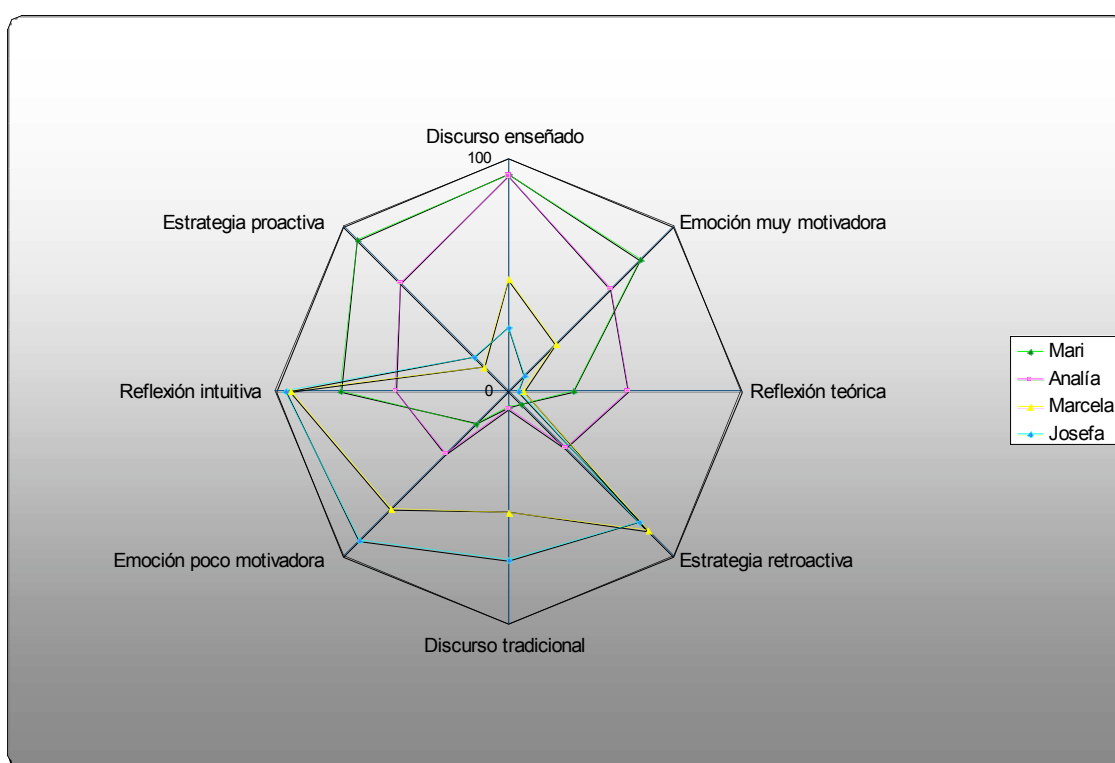 Discurso enseñado
100
Estrategia proactiva
Emoción muy motivadora
Reflexión intuitiva
0
Reflexión teórica
Mari
Analía
Marcela
Josefa
Emoción poco motivadora
Estrategia retroactiva
Discurso tradicional